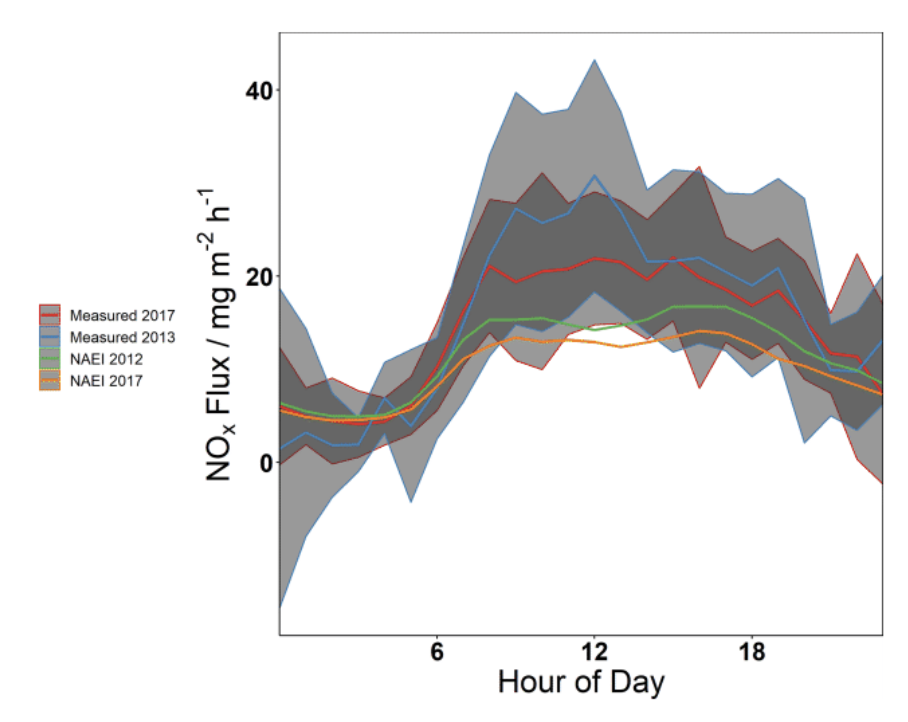 40
20
0
NOx Flux / mg m⁻² h⁻¹
Measured 2017
Measured 2013
NAEI 2012
NAEI 2017
6 12 18
Hour of Day